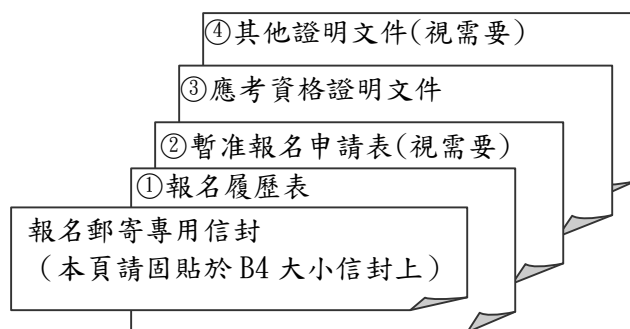 ④其他證明文件(視需要)
③應考資格證明文件
②暫准報名申請表(視需要)
①報名履歷表
報名郵寄專用信封
（本頁請固貼於 B4 大小信封上）